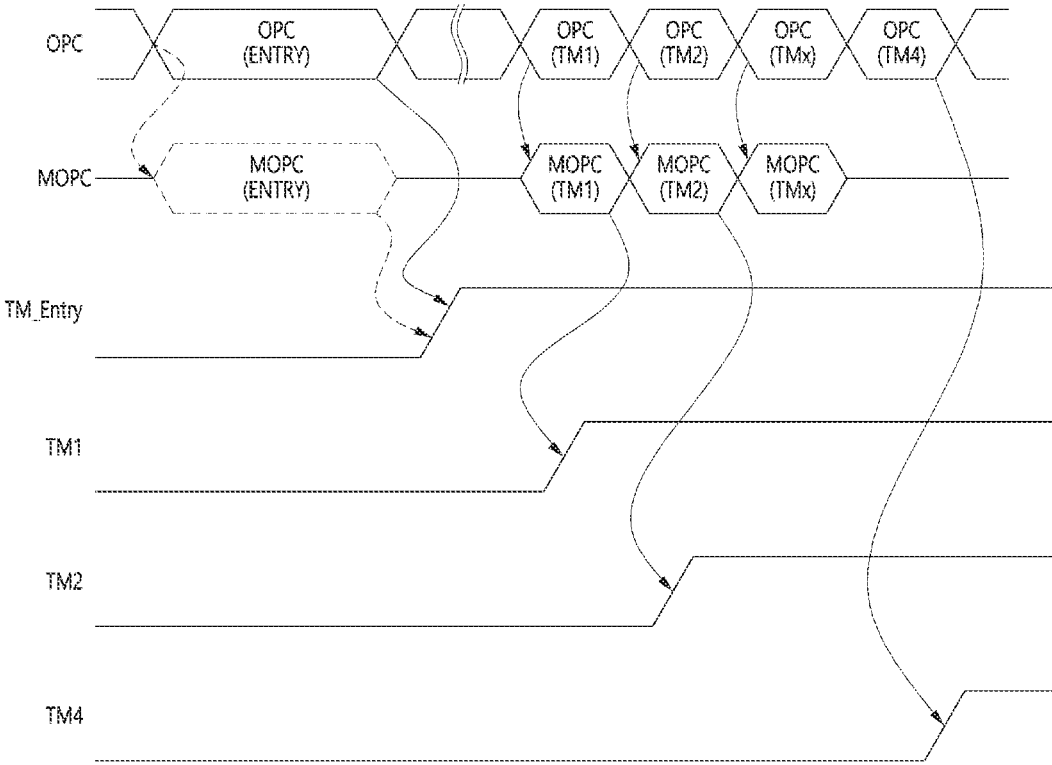 OPC
OPC
(ENTRY)
OPC
(TM1)
OPC
(TM2)
OPC
(TMx)
OPC
(TM4)
MOPC
MOPC
(ENTRY)
MOPC
(TM1)
MOPC
(TM2)
MOPC
(TMx)
TM_Entry
TM1
TM2
TM4